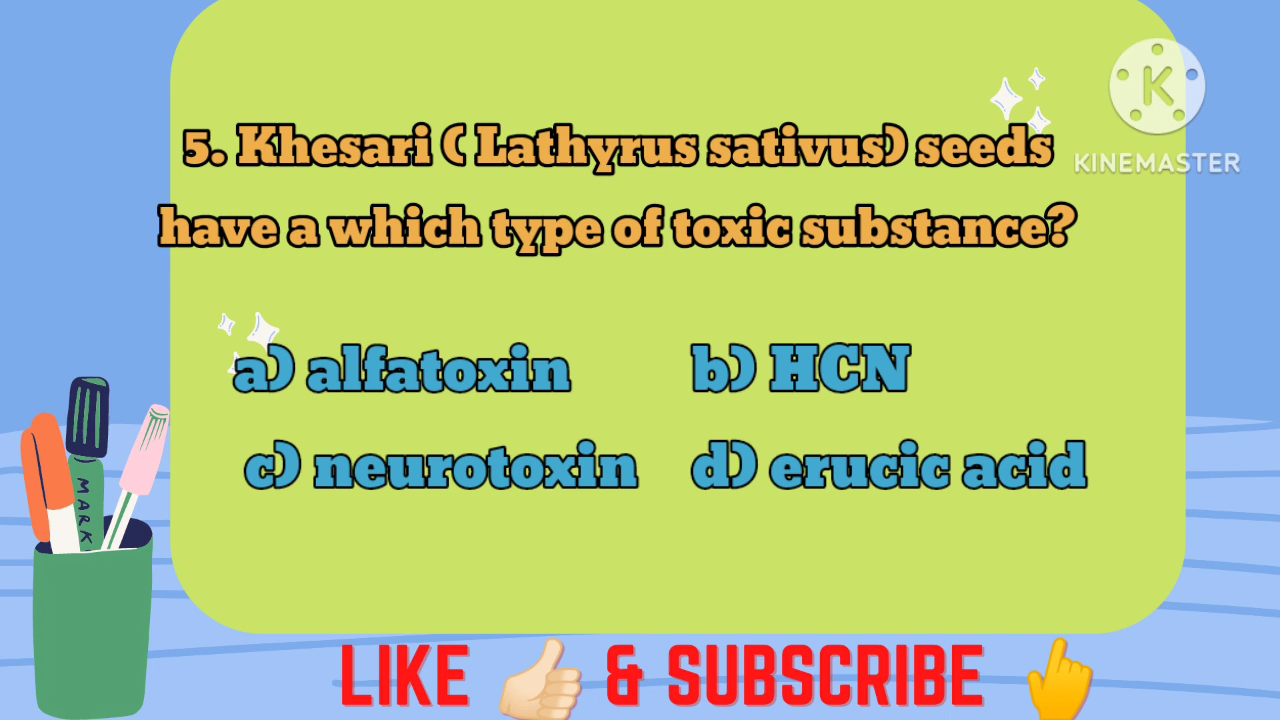 KINEMASTER
5. Khesari ( Lathyrus sativus) seeds
have a which type of toxic substance?
a) alfatoxin b) HCN
c) neurotoxin d) erucic acid
MARK
LIKE & SUBSCRIBE